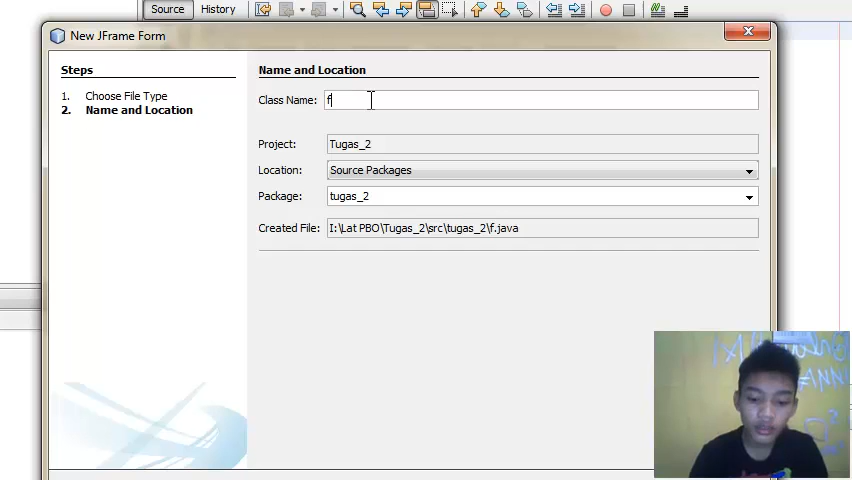 Source History
New JFrame Form
Steps
1. Choose File Type
2. Name and Location
Name and Location
Class Name: f
Project: Tugas_2
Location: Source Packages
Package: tugas_2
Created File: I:\Lat PBO\Tugas_2\src\tugas_2\f.java